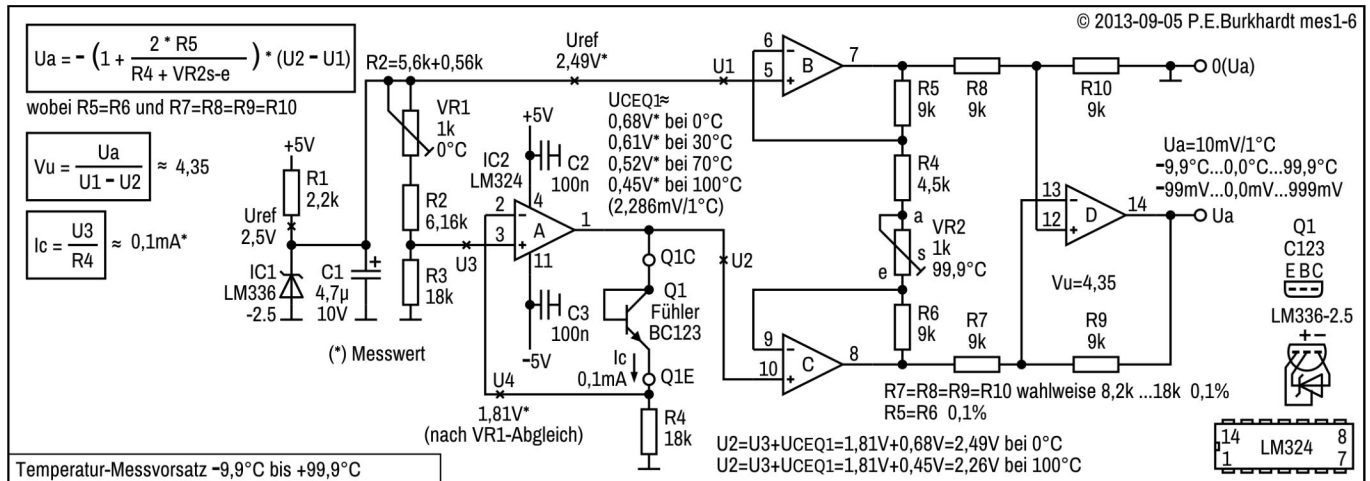 © 2013-09-05 P.E.Burkhardt mes1-6
Ua = - (1 + 2 * R5 / R4 + VR2s-e ) * (U2 – U1)
wobei R5=R6 und R7=R8=R9=R10
Vu = Ua / U1 – U2 ≈ 4,35
Ic = U3 / R4 ≈ 0,1mA*
R2=5,6k+0,56k
Uref
2,49V*
U1
+5V
R1
2,2k
Uref
2,5V
IC1
LM336
-2.5
C1
4,7µ
10V
+
VR1
1k
0°C
R2
6,16k
R3
18k
U3
(*) Messwert
+5V
IC2
LM324
C2
100n
4
2
3
A
1
11
C3
100n
-5V
UCEQ1≈
0,68V* bei 0°C
0,61V* bei 30°C
0,52V* bei 70°C
0,45V* bei 100°C
(2,286mV/1°C)
Q1C
Q1
Fühler
BC123
Ic
0,1mA
Q1E
U4
1,81V*
(nach VR1-Abgleich)
R4
18k
U2
6
5
B
7
R5
9k
R8
9k
R10
9k
0(Ua)
R4
4,5k
a
VR2
s
1k
e
99,9°C
R6
9k
9
10
C
8
R7
9k
R9
9k
13
12
D
14
Vu=4,35
Ua=10mV/1°C
-9,9°C...0,0°C...99,9°C
-99mV...0,0mV...999mV
Ua
Q1
C123
E B C
LM336-2.5
+ –
R7=R8=R9=R10 wahlweise 8,2k ...18k 0,1%
R5=R6 0,1%
U2=U3+UCEQ1=1,81V+0,68V=2,49V bei 0°C
U2=U3+UCEQ1=1,81V+0,45V=2,26V bei 100°C
14
8
LM324
1
7
Temperatur-Messvorsatz -9,9°C bis +99,9°C